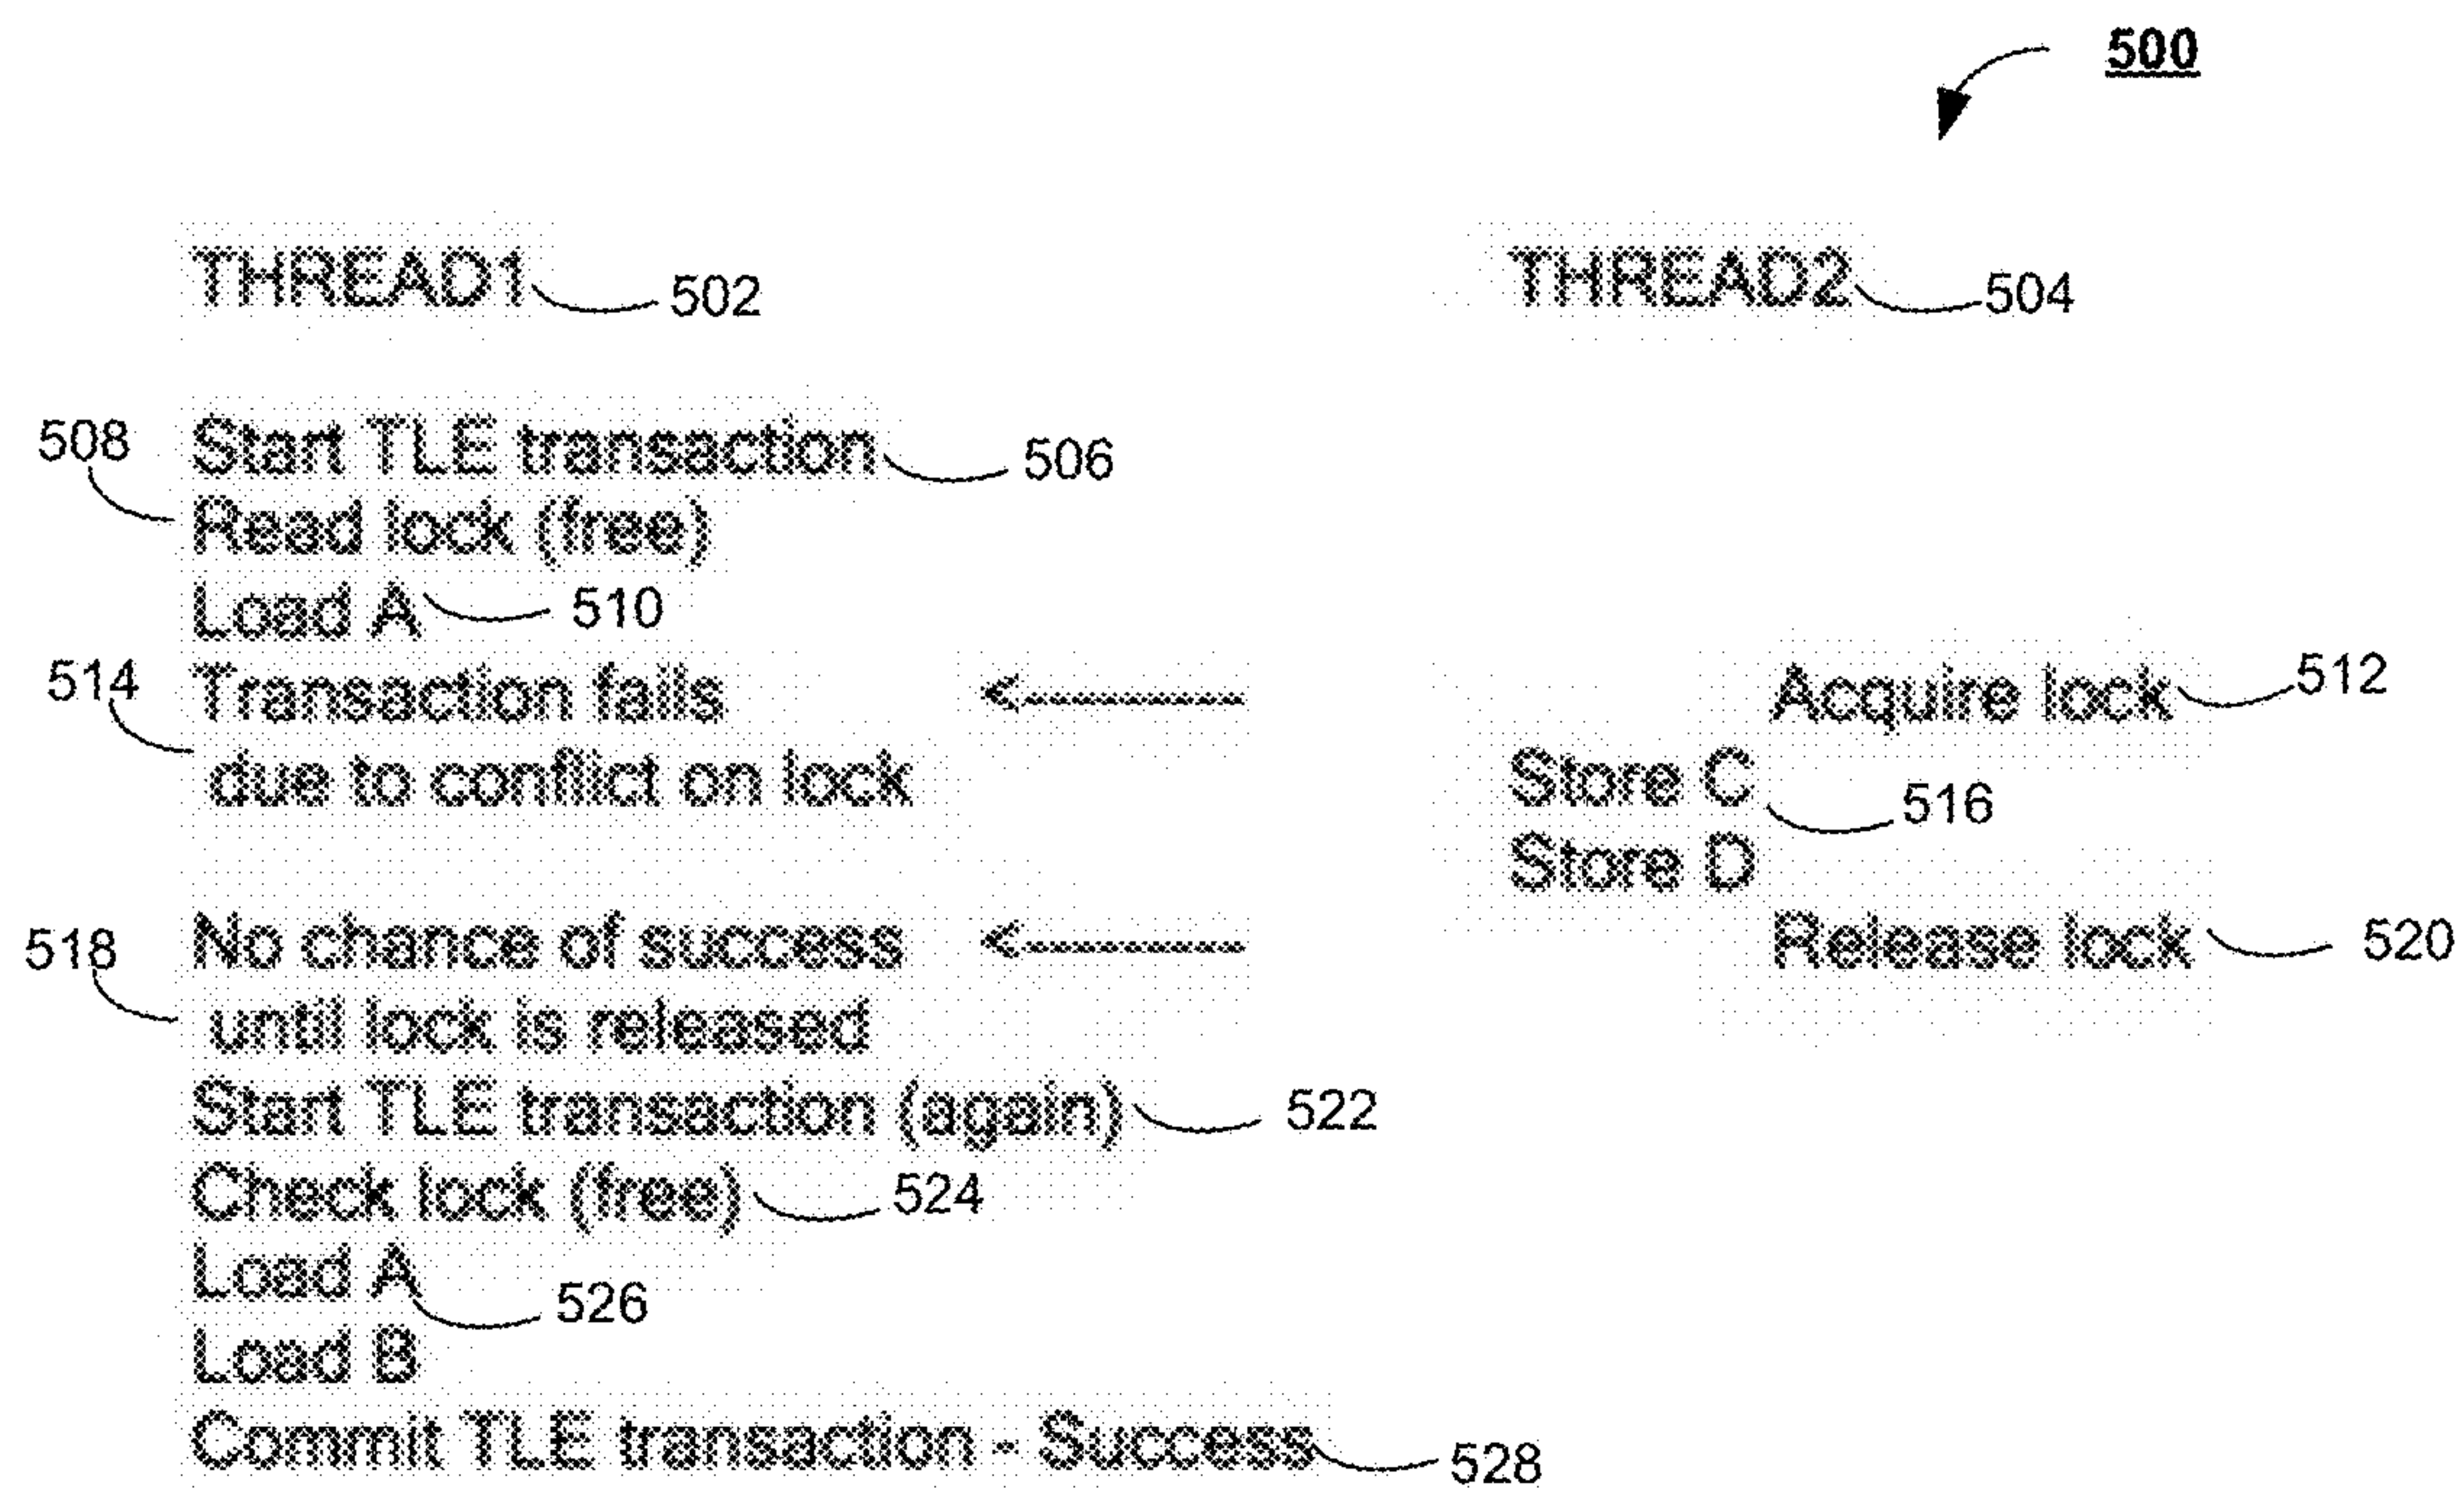 500
THREAD1 502 THREAD2 504
508 Start TLE transaction 506
Read lock (free)
Load A 510
514 Transaction fails Acquire lock 512
due to conflict on lock Store C 516
Store D
518 No chance of success Release lock 520
until lock is released
Start TLE transaction (again) 522
Check lock (free) 524
Load A 526
Load B
Commit TLE transaction - Success 528